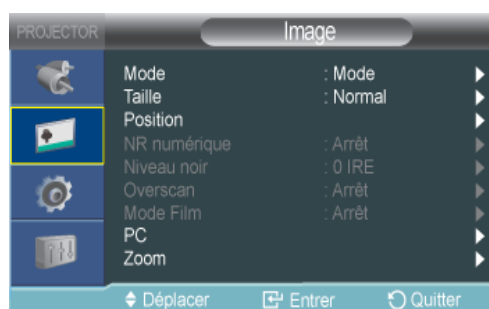 PROJECTOR Image
Mode : Mode
Taille : Normal
Position
NR numérique : Arrêt
Niveau noir : 0 IRE
Overscan : Arrêt
Mode Film : Arrêt
PC
Zoom
Déplacer Entrer Quitter